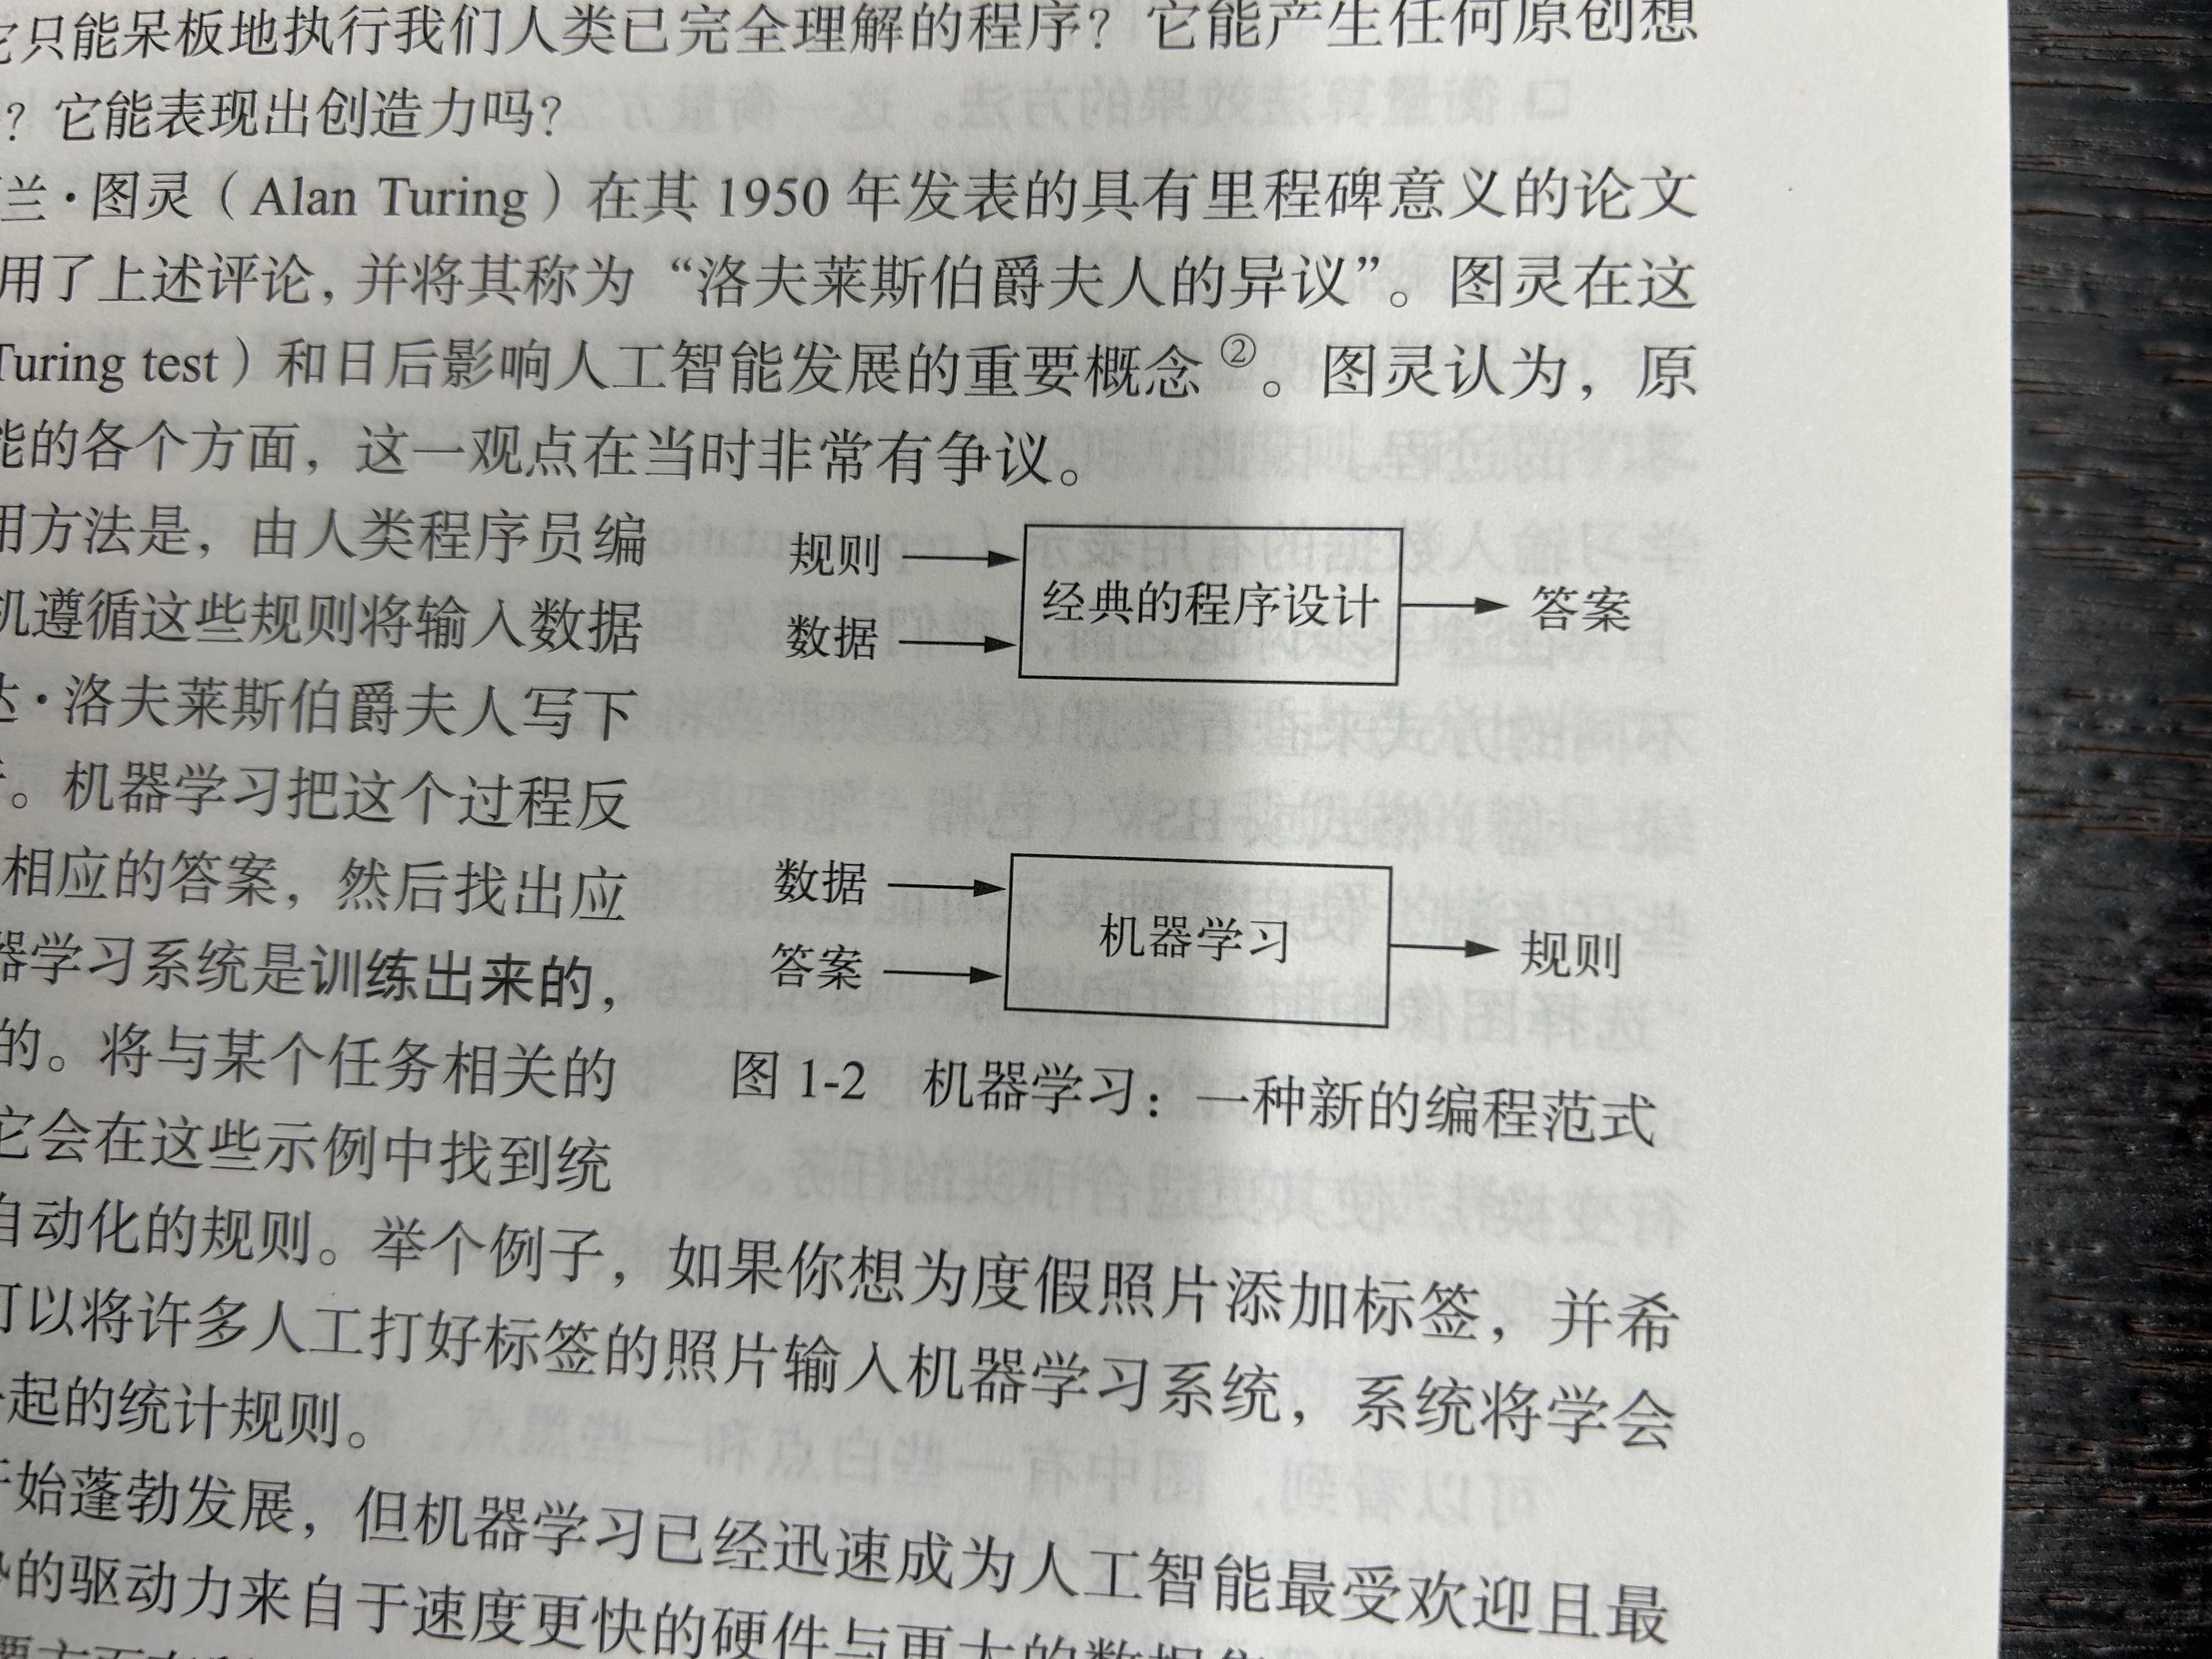 它只能呆板地执行我们人类已完全理解的程序？它能产生任何原创想
？它能表现出创造力吗？
兰·图灵（Alan Turing）在其 1950 年发表的具有里程碑意义的论文
用了上述评论，并将其称为“洛夫莱斯伯爵夫人的异议”。图灵在这
Turing test）和日后影响人工智能发展的重要概念②。图灵认为，原
能的各个方面，这一观点在当时非常有争议。
用方法是，由人类程序员编
机遵循这些规则将输入数据
达·洛夫莱斯伯爵夫人写下
。机器学习把这个过程反
相应的答案，然后找出应
器学习系统是训练出来的，
的。将与某个任务相关的
它会在这些示例中找到统
规则
数据
经典的程序设计
答案
数据
答案
机器学习
规则
图 1-2 机器学习：一种新的编程范式
自动化的规则。举个例子，如果你想为度假照片添加标签，并希
可以将许多人工打好标签的照片输入机器学习系统，系统将学会
起的统计规则。
开始蓬勃发展，但机器学习已经迅速成为人工智能最受欢迎且最
的驱动力来自于速度更快的硬件与更大的数据集